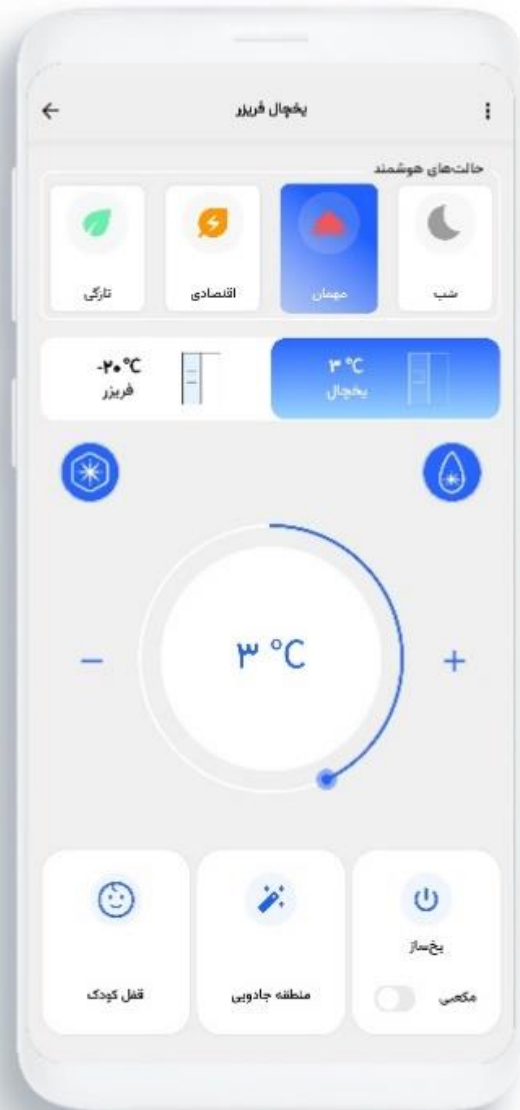 یخچال فریزر
حالت‌های هوشمند
شب
مهمان
اقتصادی
تازگی
۳ °C
یخچال
-۲۰ °C
فریزر
۳ °C
−
+
یخ‌ساز
مکعبی
منطقه جادویی
قفل کودک